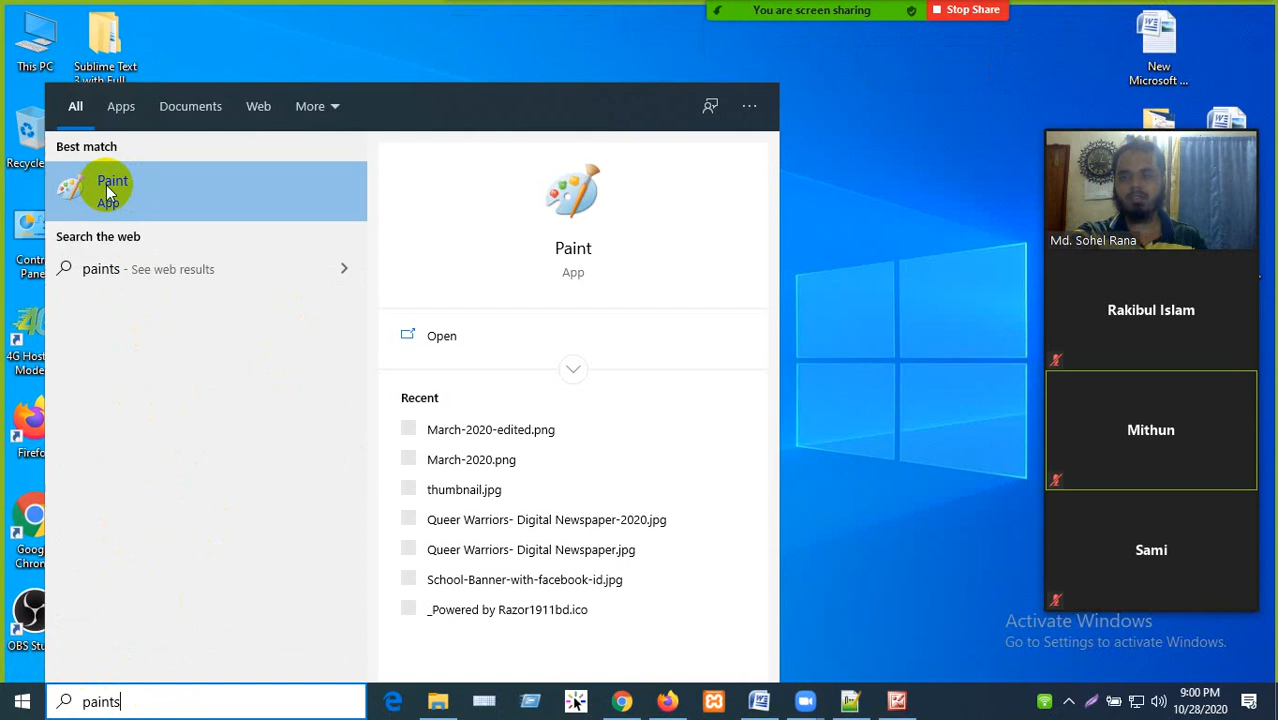 You are screen sharing
Stop Share
This PC
Sublime Text
3 with Full
New
Microsoft ...
All
Apps
Documents
Web
More
...
Best match
Paint
App
Search the web
paints - See web results
Paint
App
Open
Recent
March-2020-edited.png
March-2020.png
thumbnail.jpg
Queer Warriors- Digital Newspaper-2020.jpg
Queer Warriors- Digital Newspaper.jpg
School-Banner-with-facebook-id.jpg
_Powered by Razor1911bd.ico
Recycle
Cont
Pane
4G Host
Mode
Firefo
Goog
Chron
OBS Stu
Md. Sohel Rana
Rakibul Islam
Mithun
Sami
Activate Windows
Go to Settings to activate Windows.
paints
9:00 PM
10/28/2020